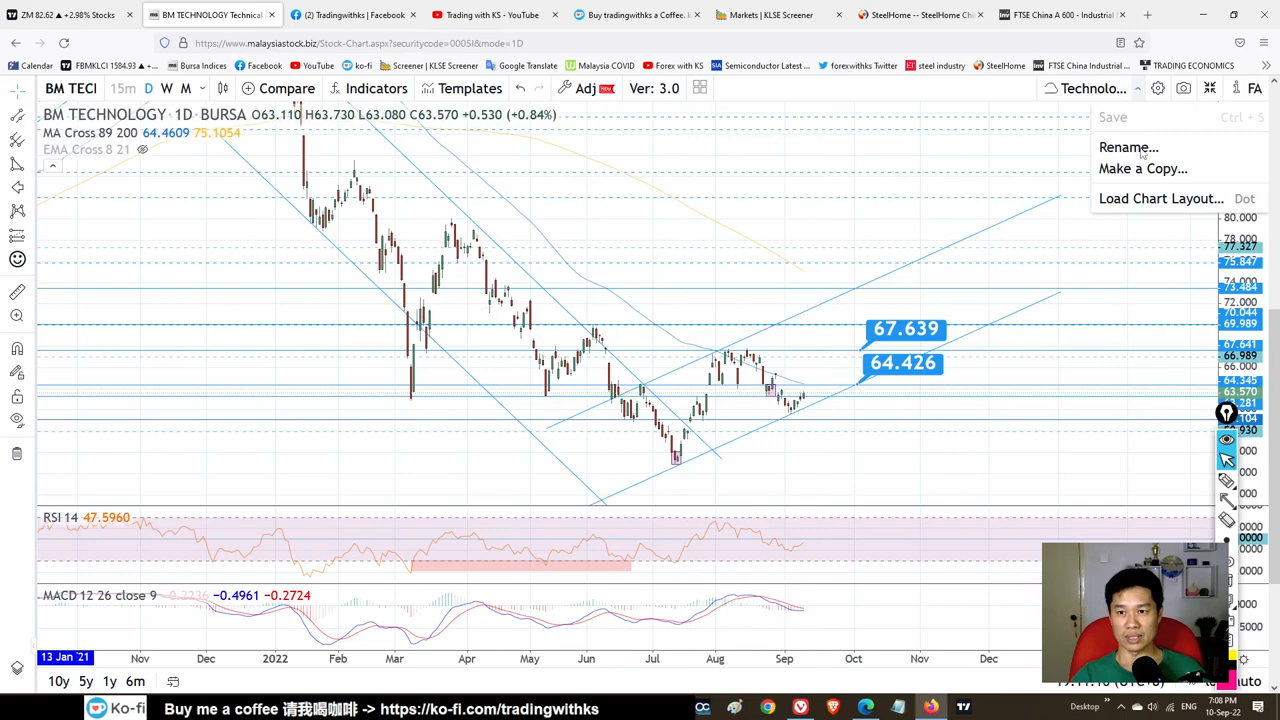 ZM 82.62 ▲ +2.98% Stocks
BM TECHNOLOGY Technical
(2) Tradingwithks | Facebook
Trading with KS - YouTube
Buy tradingwithks a Coffee.
Markets | KLSE Screener
SteelHome -- SteelHome Ch
FTSE China A 600 - Industrial
https://www.malaysiastock.biz/Stock-Chart.aspx?securitycode=0005I&mode=1D
Calendar
FBMKLCI 1584.93 ▲ +...
Bursa Indices
Facebook
YouTube
ko-fi
Screener | KLSE Screener
Google Translate
Malaysia COVID
Forex with KS
Semiconductor Latest ...
forexwithks Twitter
steel industry
SteelHome
FTSE China Industrial ...
TRADING ECONOMICS
BM TECI
15m
D
W
M
Compare
Indicators
Templates
Adj
Ver: 3.0
Technolo...
FA
BM TECHNOLOGY · 1D · BURSA O63.110 H63.730 L63.080 C63.570 +0.530 (+0.84%)
MA Cross 89 200 64.4609 75.1054
EMA Cross 8 21
Save
Ctrl + S
Rename...
Make a Copy...
Load Chart Layout...
Dot
80.000
78.000
77.327
75.847
74.000
73.484
72.000
70.044
69.989
67.641
66.989
66.000
64.345
63.570
67.639
64.426
RSI 14 47.5960
MACD 12 26 close 9 -0.2236 −0.4961 −0.2724
13 Jan '21
Nov
Dec
2022
Feb
Mar
Apr
May
Jun
Jul
Aug
Sep
Oct
Nov
Dec
10y
5y
1y
6m
auto
Ko-fi
Buy me a coffee 请我喝咖啡 -> https://ko-fi.com/tradingwithks
Desktop
7:08 PM
10-Sep-22